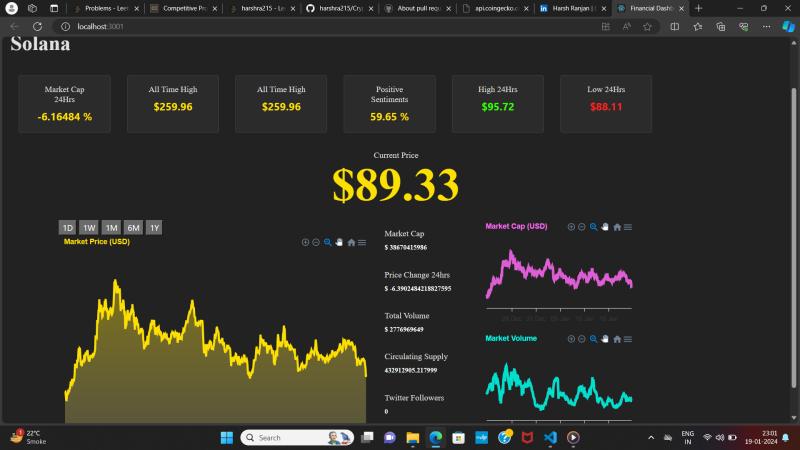 Problems - Leet
Competitive Pro
harshra215 - Le
harshra215/Cryp
About pull requ
api.coingecko.c
Harsh Ranjan | L
Financial Dashb
localhost:3001
Solana
Market Cap
24Hrs
-6.16484 %
All Time High
$259.96
All Time High
$259.96
Positive
Sentiments
59.65 %
High 24Hrs
$95.72
Low 24Hrs
$88.11
Current Price
$89.33
1D 1W 1M 6M 1Y
Market Price (USD)
Market Cap
$ 38670415986
Price Change 24hrs
$ -6.3902484218827595
Total Volume
$ 2776969649
Circulating Supply
432912905.217999
Twitter Followers
0
Market Cap (USD)
Market Volume
22°C
Smoke
Search
ENG
IN
23:01
19-01-2024